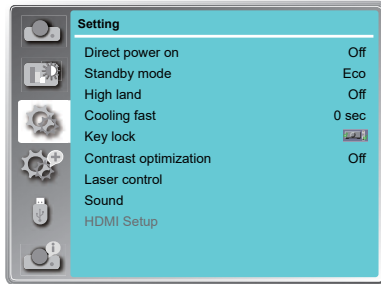 Setting
Direct power on Off
Standby mode Eco
High land Off
Cooling fast 0 sec
Key lock
Contrast optimization Off
Laser control
Sound
HDMI Setup